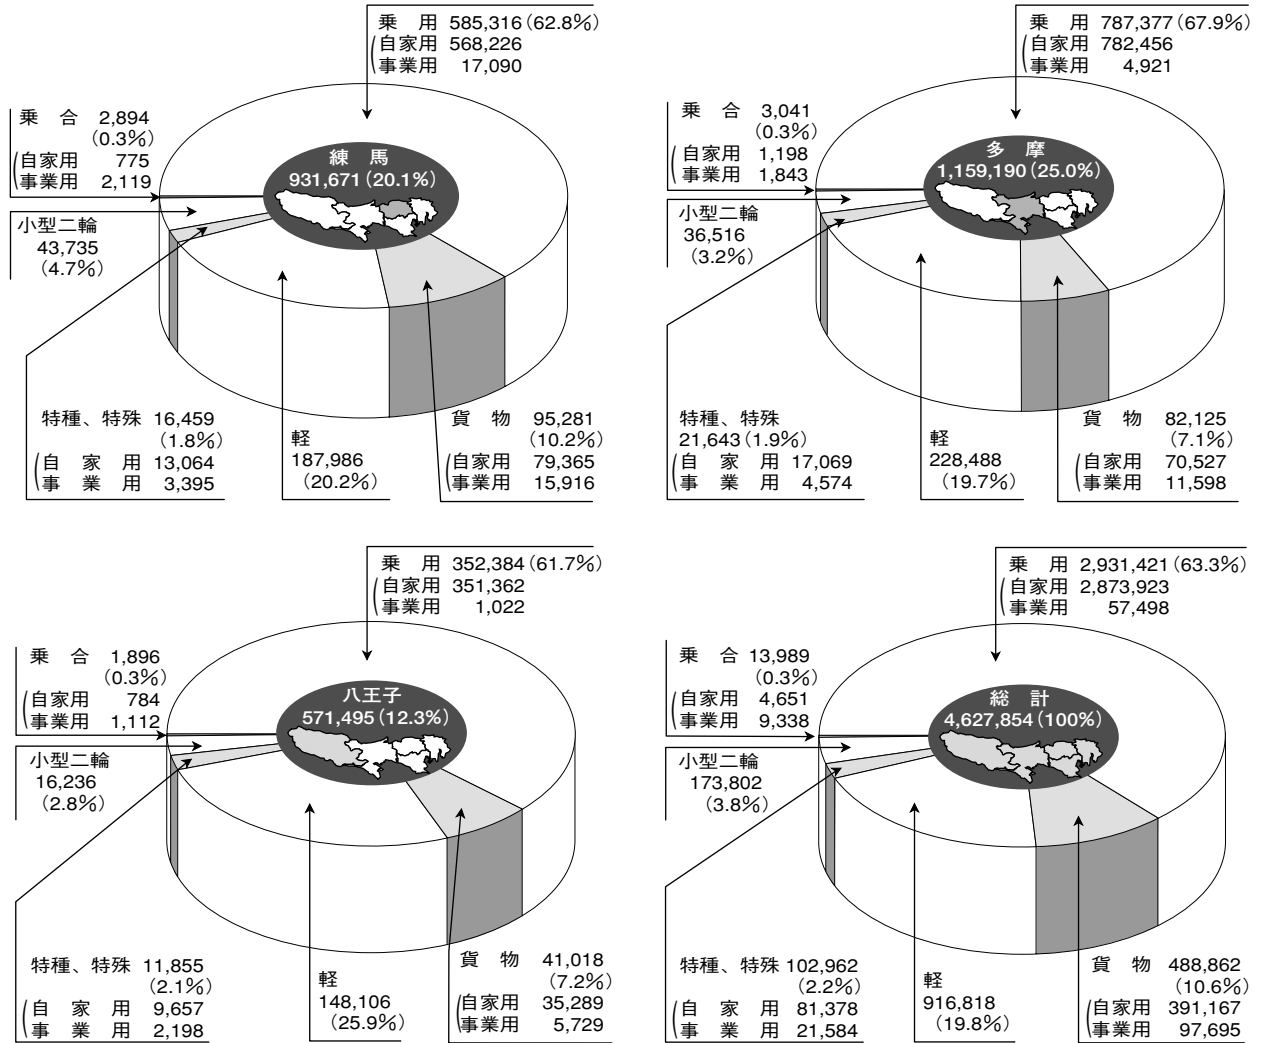 乗　用 585,316（62.8％）
（自家用 568,226
事業用 17,090
乗　合 2,894
（0.3％）
（自家用 775
事業用 2,119
小型二輪
43,735
（4.7％）
練　馬
931,671（20.1％）
特種、特殊 16,459
（1.8％）
（自　家　用 13,064
事　業　用 3,395
軽
187,986
（20.2％）
貨　物 95,281
（10.2％）
（自家用 79,365
事業用 15,916
乗　用 787,377（67.9％）
（自家用 782,456
事業用 4,921
乗　合 3,041
（0.3％）
（自家用 1,198
事業用 1,843
小型二輪
36,516
（3.2％）
多　摩
1,159,190（25.0％）
特種、特殊
21,643（1.9％）
（自　家　用 17,069
事　業　用 4,574
軽
228,488
（19.7％）
貨　物 82,125
（7.1％）
（自家用 70,527
事業用 11,598
乗　用 352,384（61.7％）
（自家用 351,362
事業用 1,022
乗　合 1,896
（0.3％）
（自家用 784
事業用 1,112
小型二輪
16,236
（2.8％）
八王子
571,495（12.3％）
特種、特殊 11,855
（2.1％）
（自　家　用 9,657
事　業　用 2,198
軽
148,106
（25.9％）
貨　物 41,018
（7.2％）
（自家用 35,289
事業用 5,729
乗　用 2,931,421（63.3％）
（自家用 2,873,923
事業用 57,498
乗　合 13,989
（0.3％）
（自家用 4,651
事業用 9,338
小型二輪
173,802
（3.8％）
総　計
4,627,854（100％）
特種、特殊 102,962
（2.2％）
（自　家　用 81,378
事　業　用 21,584
軽
916,818
（19.8％）
貨　物 488,862
（10.6％）
（自家用 391,167
事業用 97,695